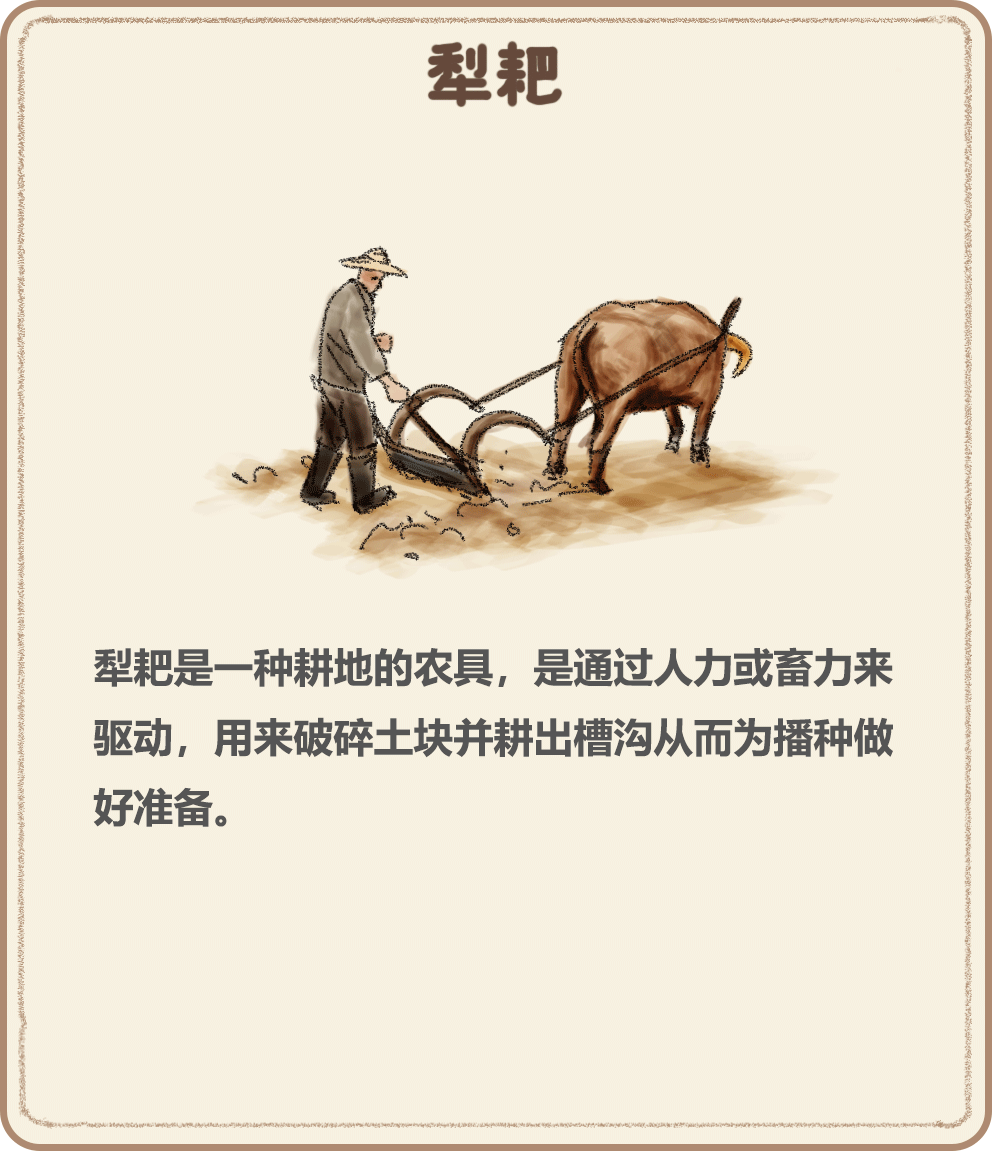 犁耙
犁耙是一种耕地的农具，是通过人力或畜力来
驱动，用来破碎土块并耕出槽沟从而为播种做
好准备。